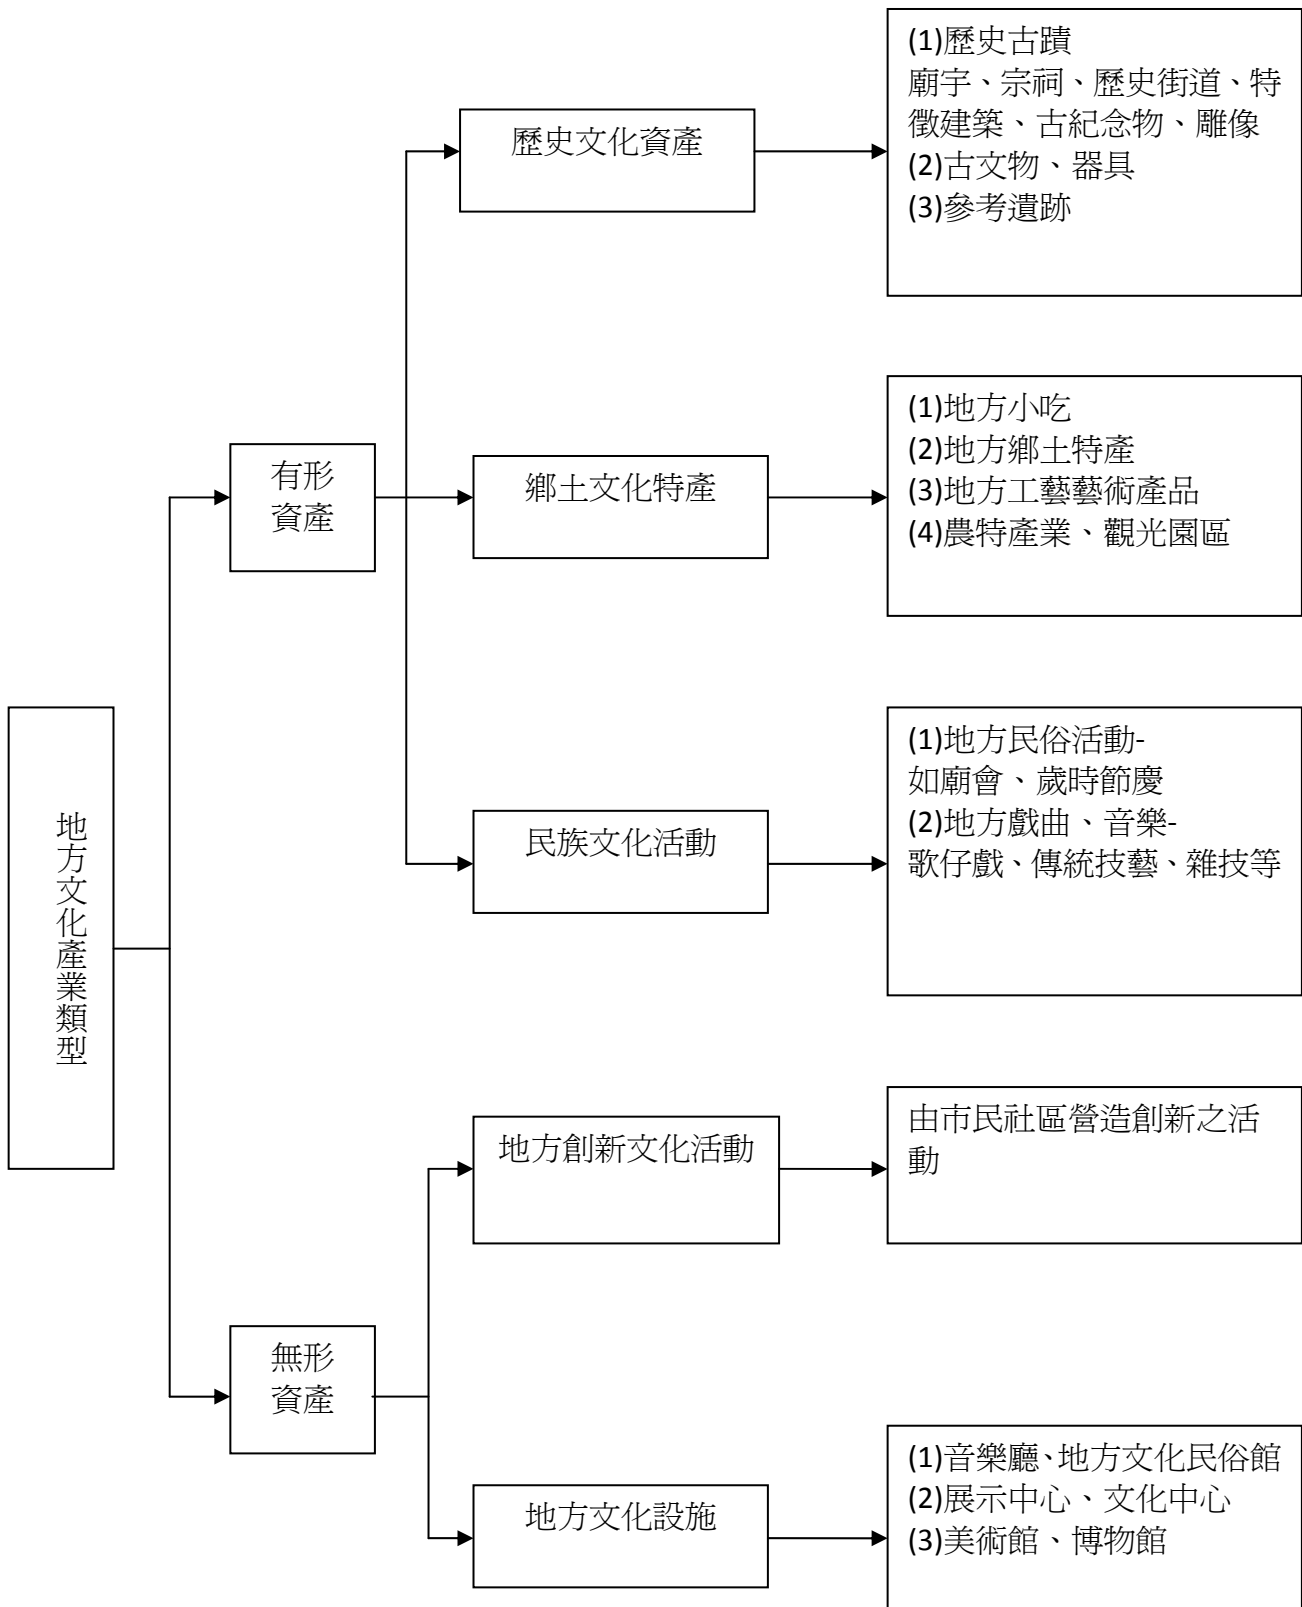 地方文化產業類型
有形
資產
歷史文化資產
(1)歷史古蹟
廟宇、宗祠、歷史街道、特
徵建築、古紀念物、雕像
(2)古文物、器具
(3)參考遺跡
鄉土文化特產
(1)地方小吃
(2)地方鄉土特產
(3)地方工藝藝術產品
(4)農特產業、觀光園區
民族文化活動
(1)地方民俗活動-
如廟會、歲時節慶
(2)地方戲曲、音樂-
歌仔戲、傳統技藝、雜技等
無形
資產
地方創新文化活動
由市民社區營造創新之活
動
地方文化設施
(1)音樂廳、地方文化民俗館
(2)展示中心、文化中心
(3)美術館、博物館